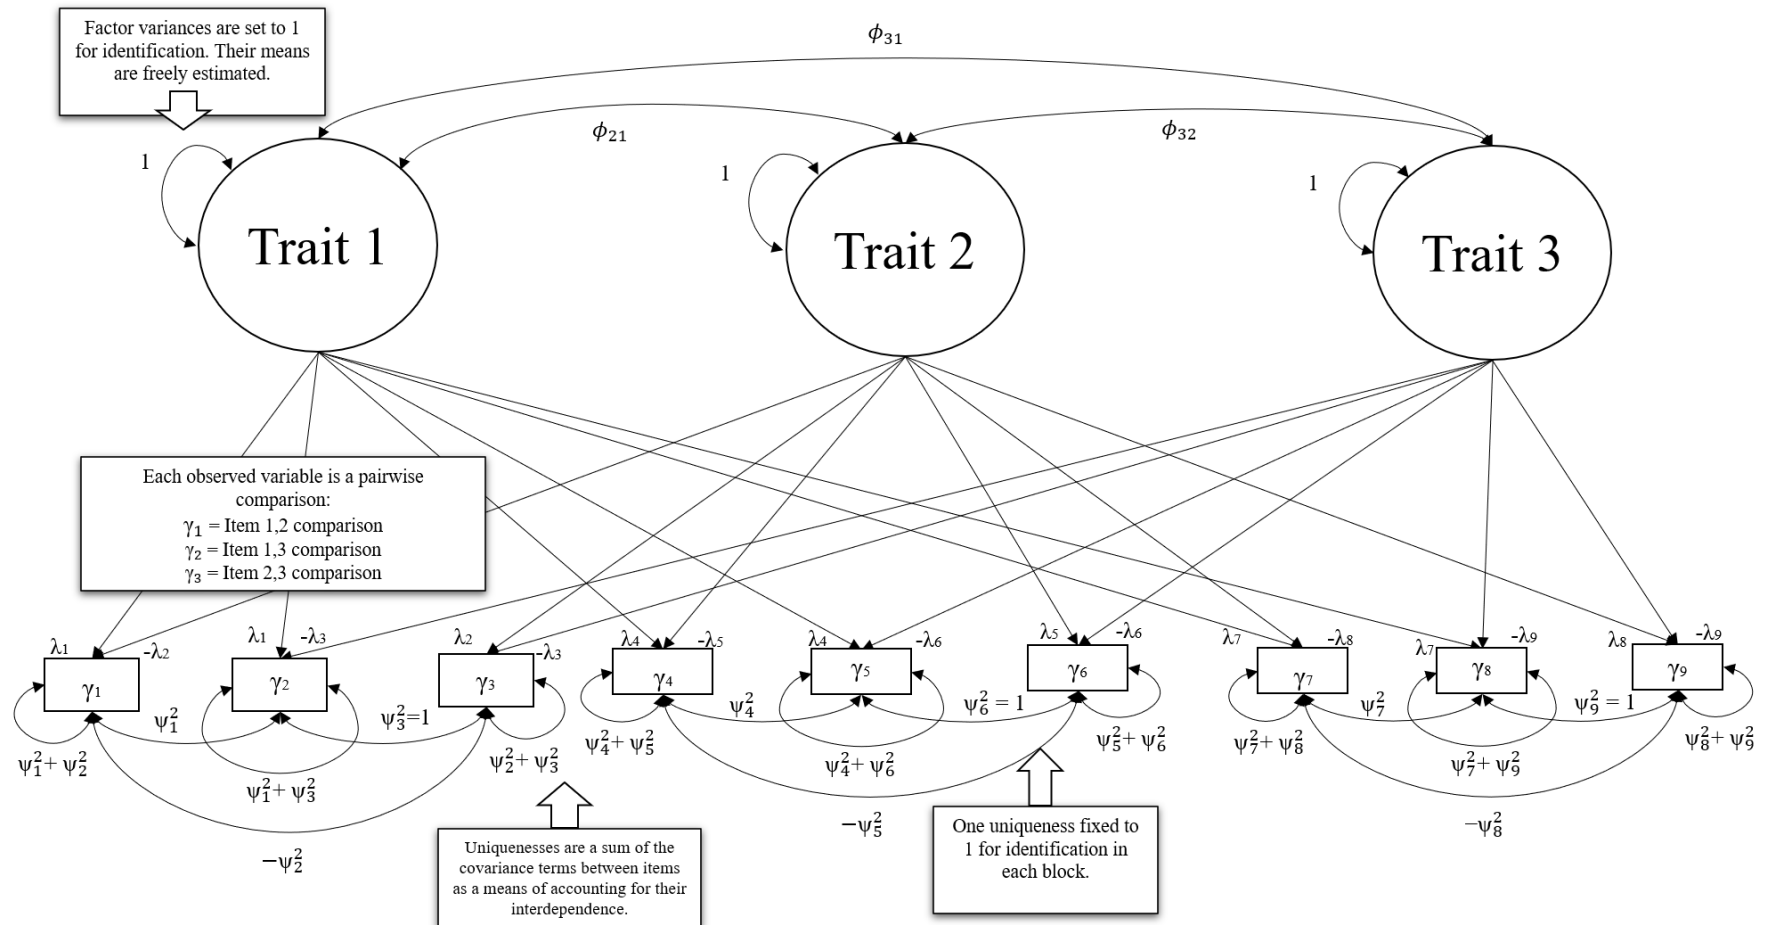 Factor variances are set to 1
for identification. Their means
are freely estimated.
ϕ₃₁
ϕ₂₁
ϕ₃₂
1
1
1
Trait 1
Trait 2
Trait 3
Each observed variable is a pairwise
comparison:
γ₁ = Item 1,2 comparison
γ₂ = Item 1,3 comparison
γ₃ = Item 2,3 comparison
λ₁ -λ₂
λ₁ -λ₃
λ₂ -λ₃
λ₄ -λ₅
λ₄ -λ₆
λ₅ -λ₆
λ₇ -λ₈
λ₇ -λ₉
λ₈ -λ₉
γ₁
γ₂
γ₃
γ₄
γ₅
γ₆
γ₇
γ₈
γ₉
ψ₁²
ψ₃²=1
ψ₄²
ψ₆² = 1
ψ₇²
ψ₉² = 1
ψ₁²+ ψ₂²
ψ₁²+ ψ₃²
ψ₂²+ ψ₃²
ψ₄²+ ψ₅²
ψ₄²+ ψ₆²
ψ₅²+ ψ₆²
ψ₇²+ ψ₈²
ψ₇²+ ψ₉²
ψ₈²+ ψ₉²
−ψ₂²
−ψ₅²
−ψ₈²
Uniquenesses are a sum of the
covariance terms between items
as a means of accounting for their
interdependence.
One uniqueness fixed to
1 for identification in
each block.